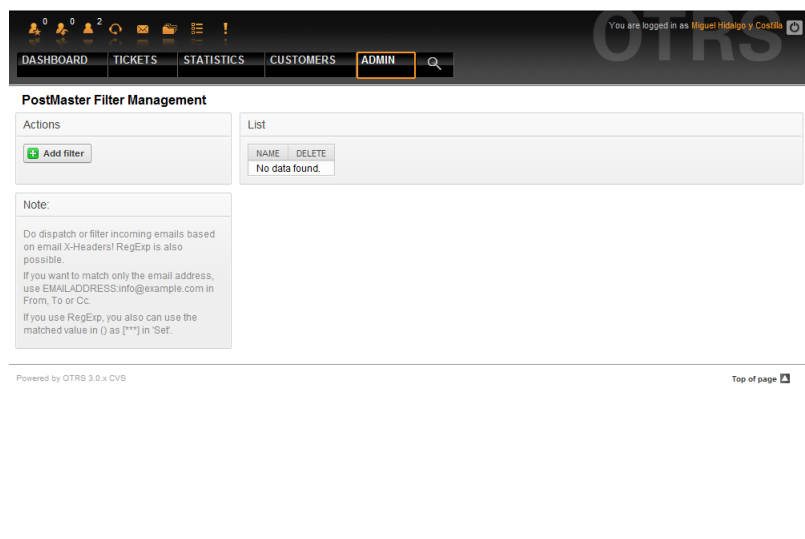 0 0 2
OTRS
You are logged in as Miguel Hidalgo y Costilla
DASHBOARD TICKETS STATISTICS CUSTOMERS ADMIN
PostMaster Filter Management
Actions
Add filter
List
NAME DELETE
No data found.
Note:
Do dispatch or filter incoming emails based
on email X-Headers! RegExp is also
possible.
If you want to match only the email address,
use EMAILADDRESS:info@example.com in
From, To or Cc.
If you use RegExp, you also can use the
matched value in () as [***] in 'Set'.
Powered by OTRS 3.0.x CVS
Top of page